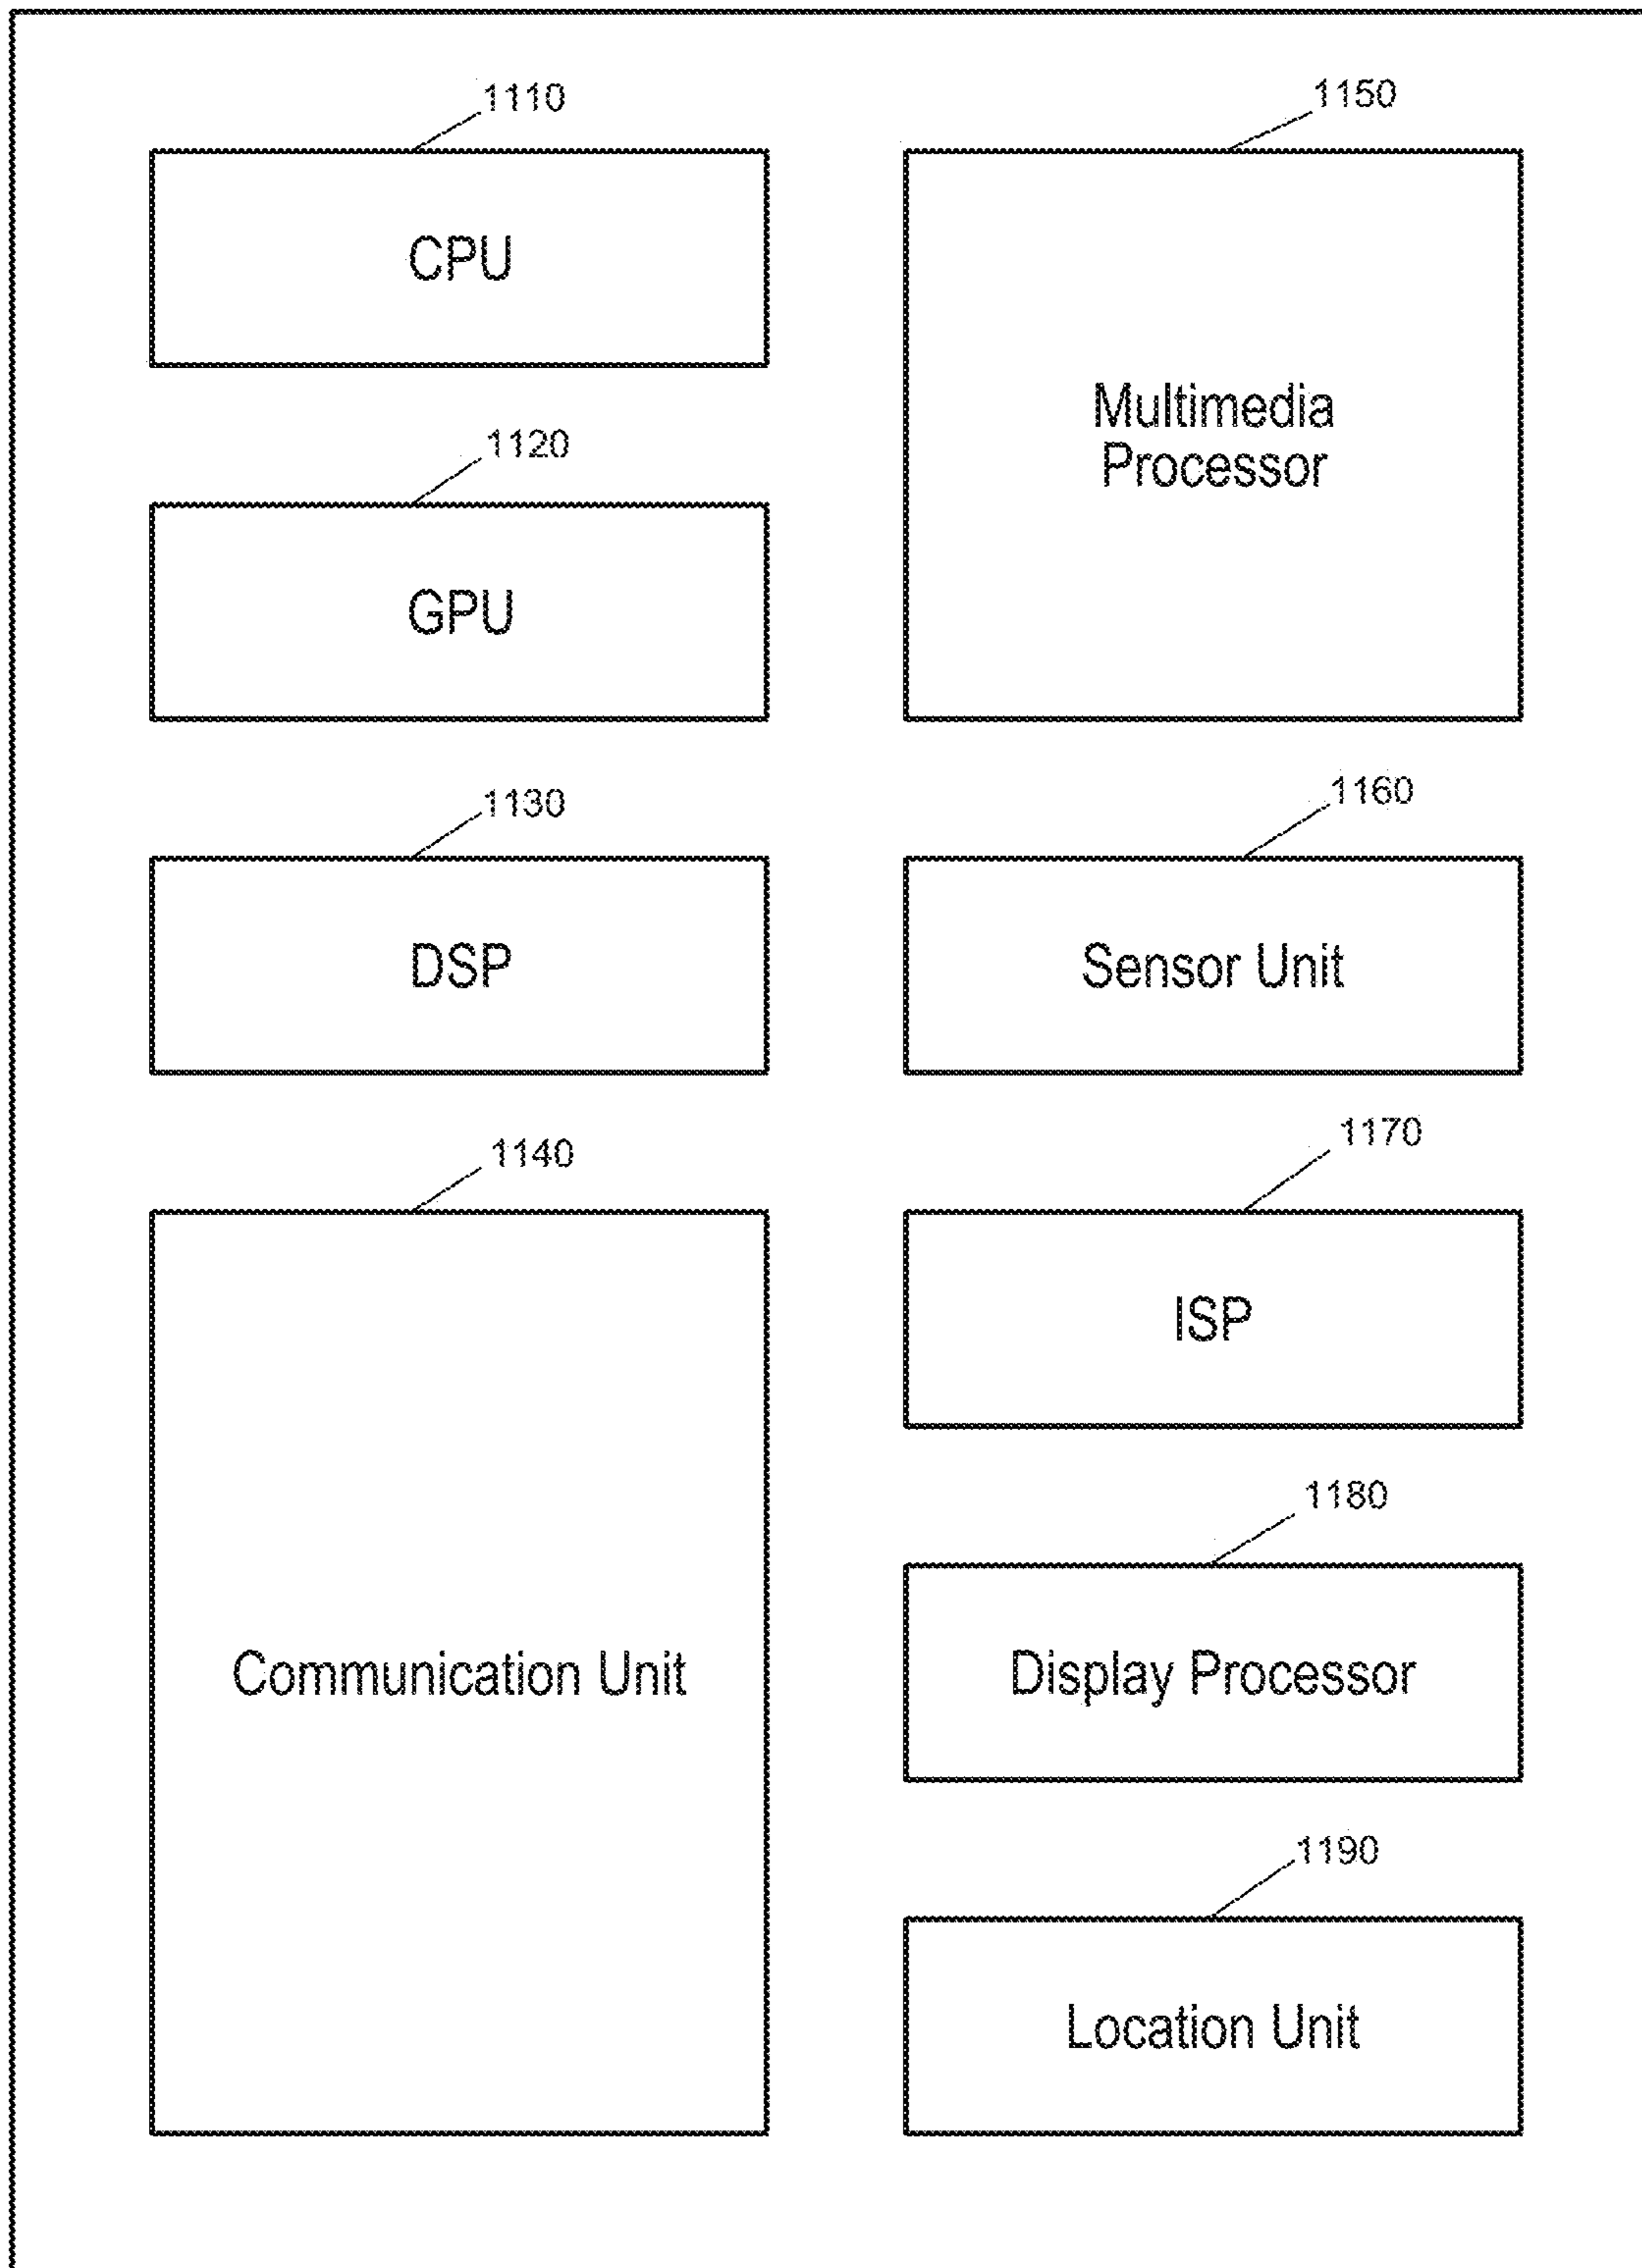 1110
CPU
1120
GPU
1130
DSP
1140
Communication Unit
1150
Multimedia
Processor
1160
Sensor Unit
1170
ISP
1180
Display Processor
1190
Location Unit